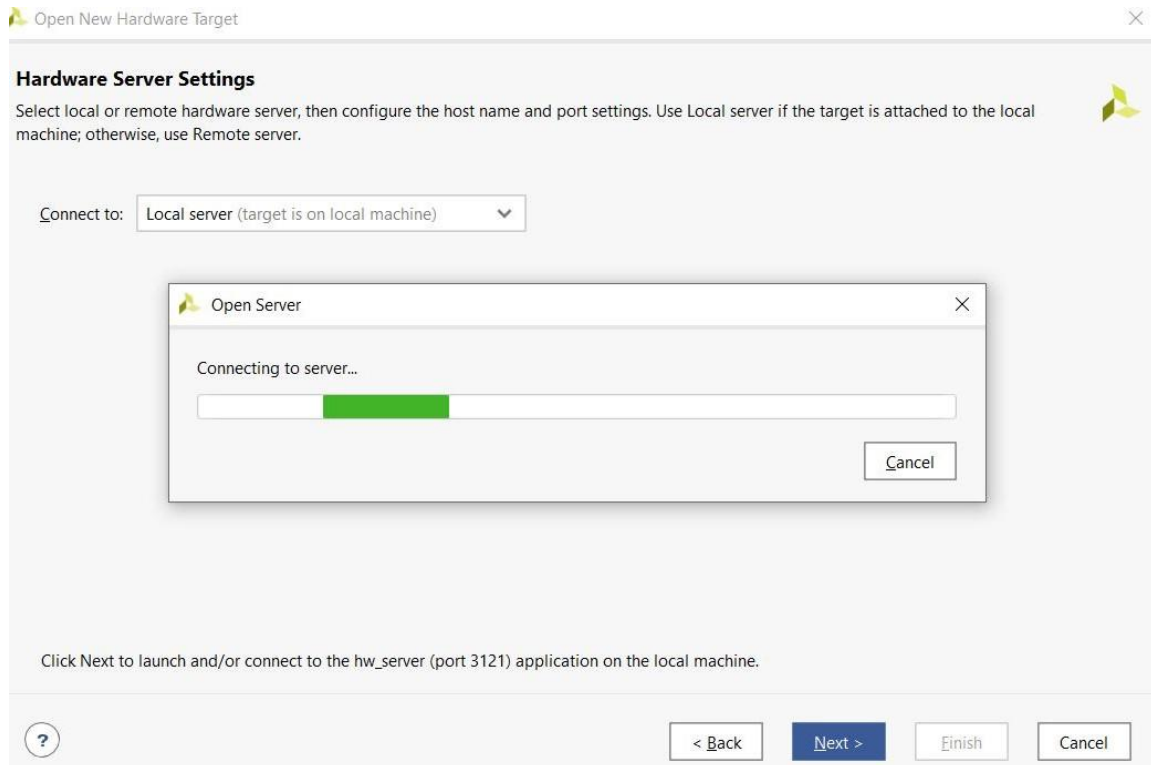 Open New Hardware Target
Hardware Server Settings
Select local or remote hardware server, then configure the host name and port settings. Use Local server if the target is attached to the local
machine; otherwise, use Remote server.
Connect to: Local server (target is on local machine)
Open Server
Connecting to server...
Cancel
Click Next to launch and/or connect to the hw_server (port 3121) application on the local machine.
? < Back Next > Finish Cancel